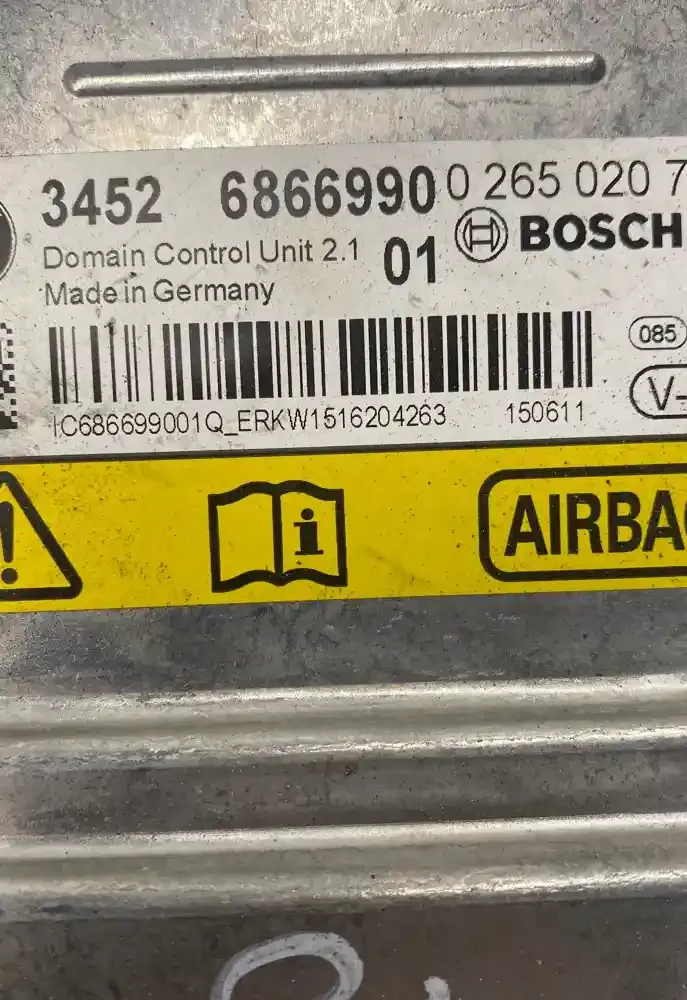 3452 6866990 0 265 020 7
Domain Control Unit 2.1 01 BOSCH
Made in Germany
085
V-
IC686699001Q_ERKW1516204263 150611
! i AIRBAG